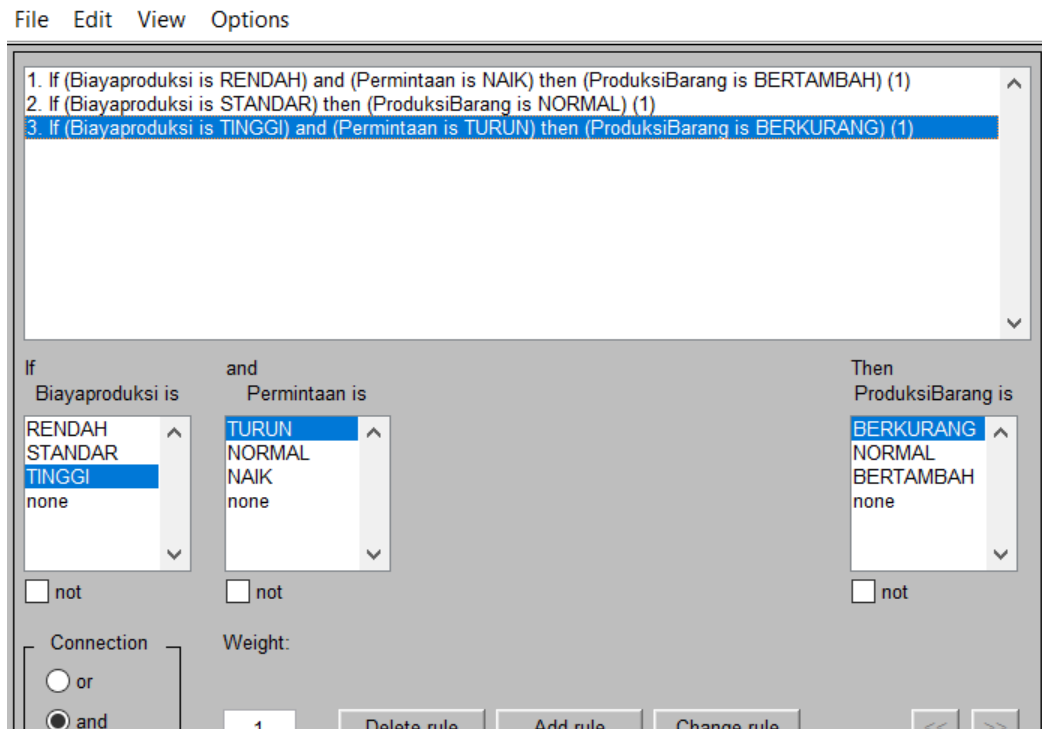 File Edit View Options
1. If (Biayaproduksi is RENDAH) and (Permintaan is NAIK) then (ProduksiBarang is BERTAMBAH) (1)
2. If (Biayaproduksi is STANDAR) then (ProduksiBarang is NORMAL) (1)
3. If (Biayaproduksi is TINGGI) and (Permintaan is TURUN) then (ProduksiBarang is BERKURANG) (1)
If
Biayaproduksi is
RENDAH
STANDAR
TINGGI
none
not
and
Permintaan is
TURUN
NORMAL
NAIK
none
not
Then
ProduksiBarang is
BERKURANG
NORMAL
BERTAMBAH
none
not
Connection
or
and
Weight:
1
Delete rule
Add rule
Change rule
<<
>>